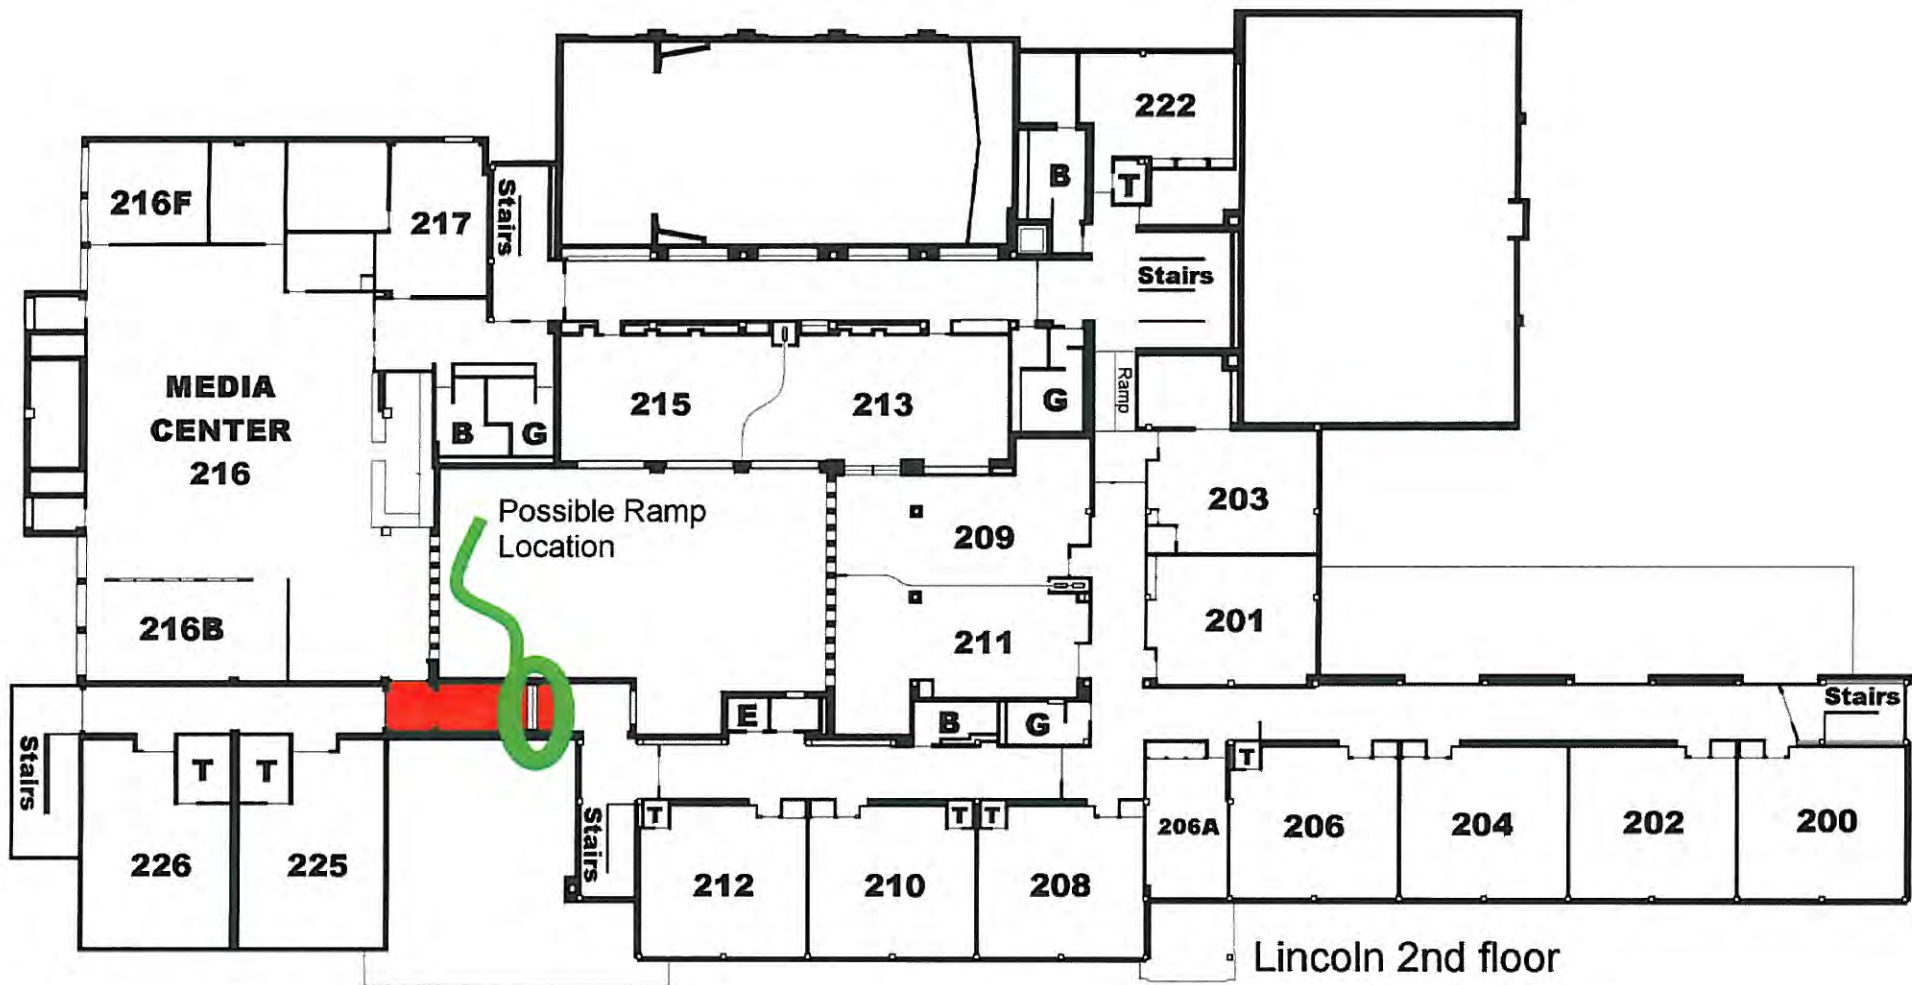 222
B
T
216F
217
Stairs
Stairs
MEDIA
CENTER
216
B
G
215
213
G
Ramp
203
Possible Ramp
Location
209
216B
211
201
E
B
G
Stairs
Stairs
T
T
226
225
Stairs
T
T
T
212
210
208
T
206A
206
204
202
200
Lincoln 2nd floor